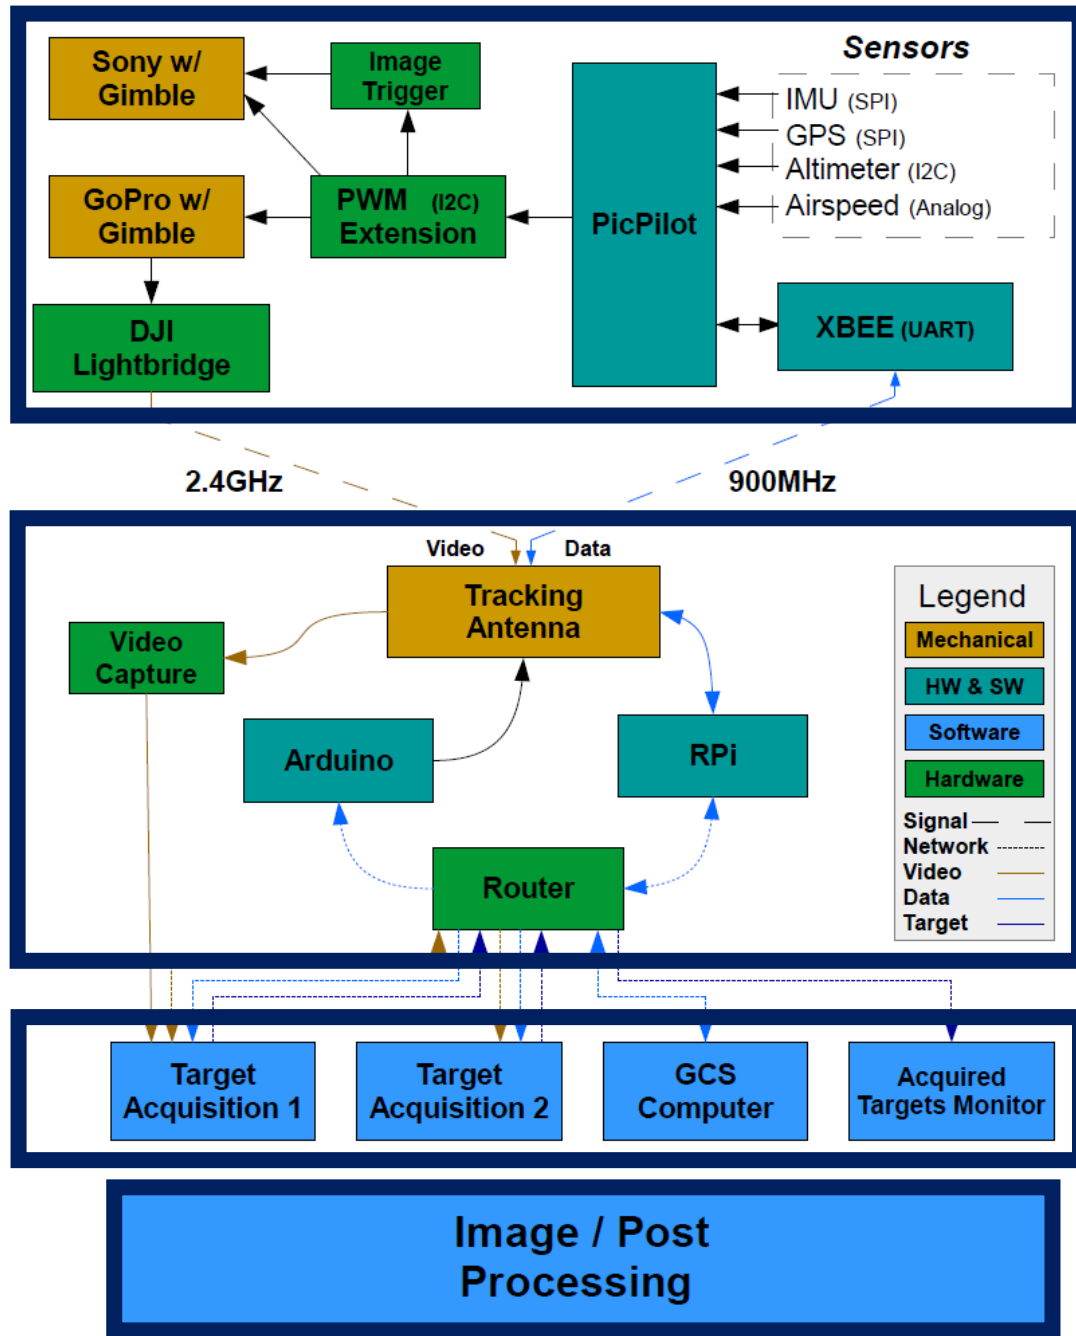 Sensors
Sony w/
Gimble
Image
Trigger
IMU (SPI)
GPS (SPI)
Altimeter (I2C)
Airspeed (Analog)
GoPro w/
Gimble
PWM (I2C)
Extension
PicPilot
DJI
Lightbridge
XBEE (UART)
2.4GHz
900MHz
Video
Data
Tracking
Antenna
Video
Capture
Arduino
RPi
Router
Legend
Mechanical
HW & SW
Software
Hardware
Signal
Network
Video
Data
Target
Target
Acquisition 1
Target
Acquisition 2
GCS
Computer
Acquired
Targets Monitor
Image / Post
Processing